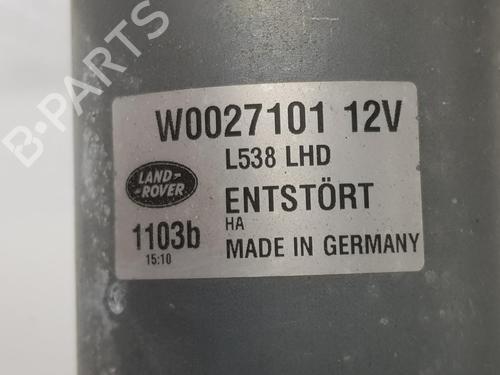 B-PARTS
W0027101 12V
L538 LHD
LAND-
-ROVER
ENTSTÖRT
HA
1103b
MADE IN GERMANY
15:10